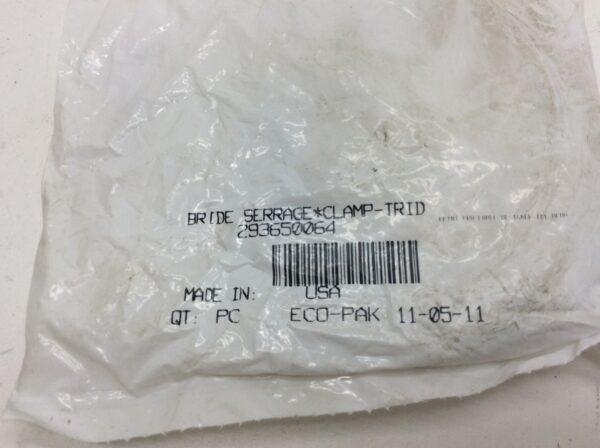 BRIDE SERRAGE*CLAMP-TRID
293650064
MADE IN: USA
QT: PC ECO-PAK 11-05-11